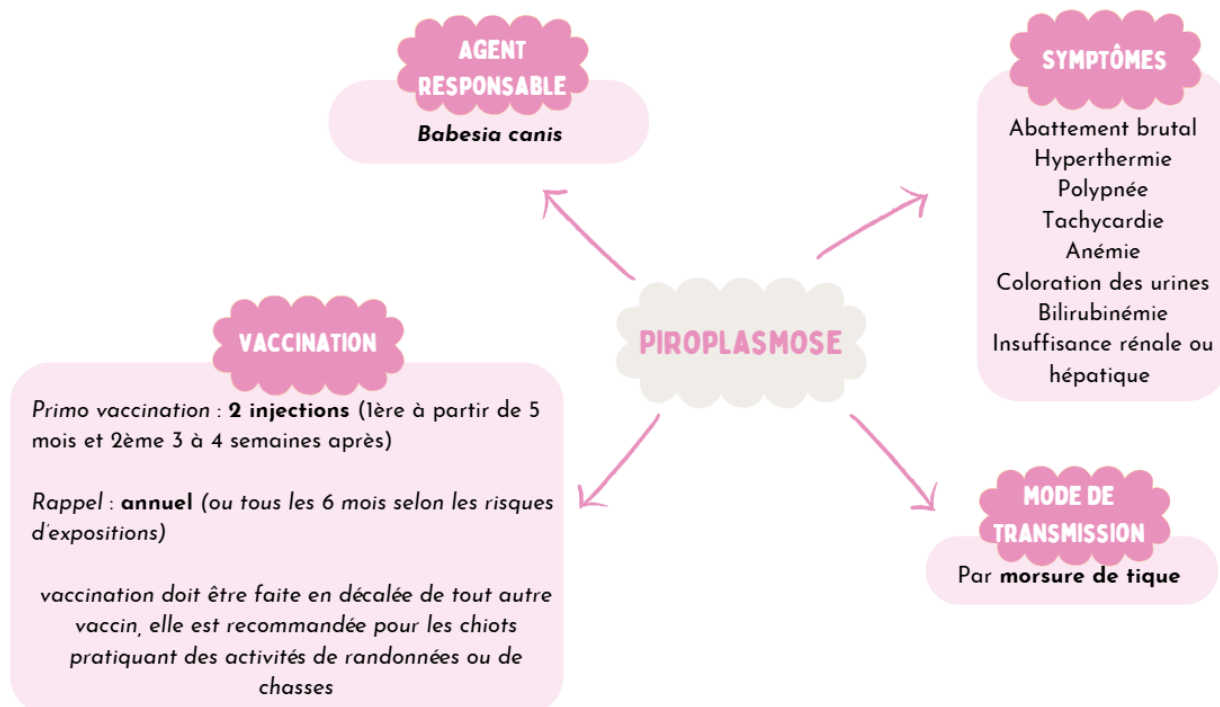 AGENT
RESPONSABLE
Babesia canis
SYMPTÔMES
Abattement brutal
Hyperthermie
Polypnée
Tachycardie
Anémie
Coloration des urines
Bilirubinémie
Insuffisance rénale ou
hépatique
PIROPLASMOSE
VACCINATION
Primo vaccination : 2 injections (1ère à partir de 5
mois et 2ème 3 à 4 semaines après)
Rappel : annuel (ou tous les 6 mois selon les risques
d'expositions)
vaccination doit être faite en décalée de tout autre
vaccin, elle est recommandée pour les chiots
pratiquant des activités de randonnées ou de
chasses
MODE DE
TRANSMISSION
Par morsure de tique